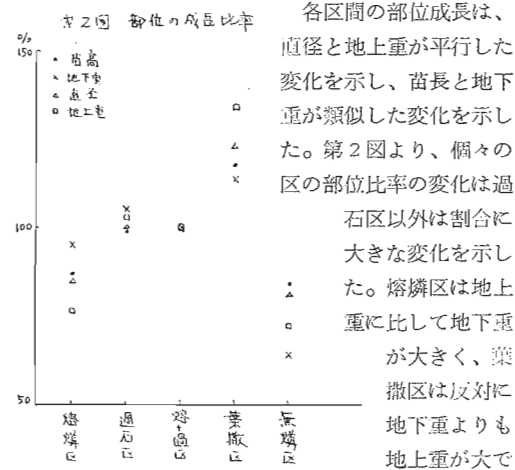 第2図 部位の成長比率
%
150
• 苗高
× 地下重
△ 直径
□ 地上重
100
50
熔燐区
過石区
熔+過区
葉撒区
無燐区
各区間の部位成長は、
直径と地上重が平行した
変化を示し、苗長と地下
重が類似した変化を示し
た。第2図より、個々の
区の部位比率の変化は過
石区以外は割合に
大きな変化を示し
た。熔燐区は地上
重に比して地下重
が大きく、葉
撒区は反対に
地下重よりも
地上重が大で